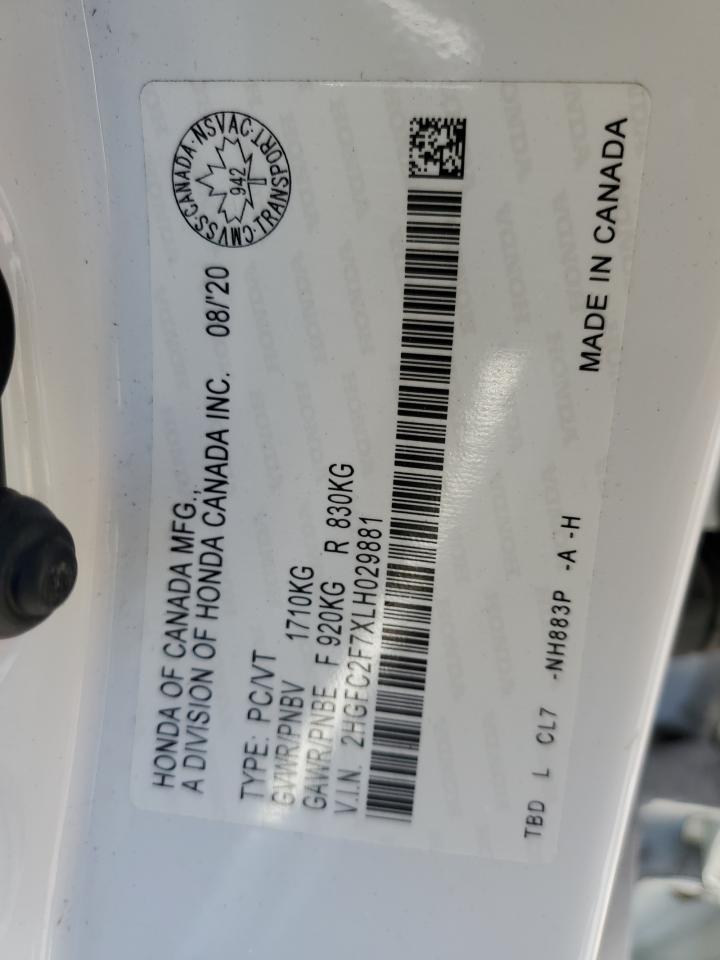 HONDA OF CANADA MFG.,
A DIVISION OF HONDA CANADA INC. 08/'20
CMVSS·CANADA·NSVAC·TRANSPORT·
942
TYPE: PC/VT
GVWR/PNBV 1710KG
GAWR/PNBE F 920KG R 830KG
V.I.N. 2HGFC2F7XLH029881
TBD L CL7 -NH883P -A -H
MADE IN CANADA